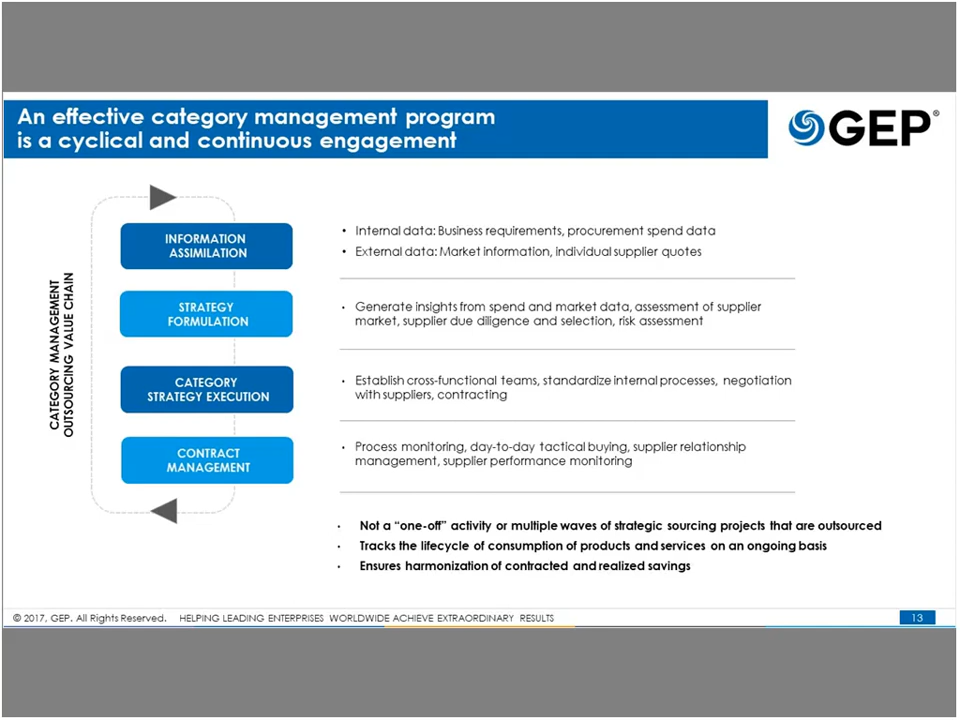 An effective category management program
is a cyclical and continuous engagement
GEP®
CATEGORY MANAGEMENT
OUTSOURCING VALUE CHAIN
INFORMATION
ASSIMILATION
• Internal data: Business requirements, procurement spend data
• External data: Market information, individual supplier quotes
STRATEGY
FORMULATION
• Generate insights from spend and market data, assessment of supplier
market, supplier due diligence and selection, risk assessment
CATEGORY
STRATEGY EXECUTION
• Establish cross-functional teams, standardize internal processes, negotiation
with suppliers, contracting
CONTRACT
MANAGEMENT
• Process monitoring, day-to-day tactical buying, supplier relationship
management, supplier performance monitoring
• Not a “one-off” activity or multiple waves of strategic sourcing projects that are outsourced
• Tracks the lifecycle of consumption of products and services on an ongoing basis
• Ensures harmonization of contracted and realized savings
© 2017, GEP. All Rights Reserved. HELPING LEADING ENTERPRISES WORLDWIDE ACHIEVE EXTRAORDINARY RESULTS
13